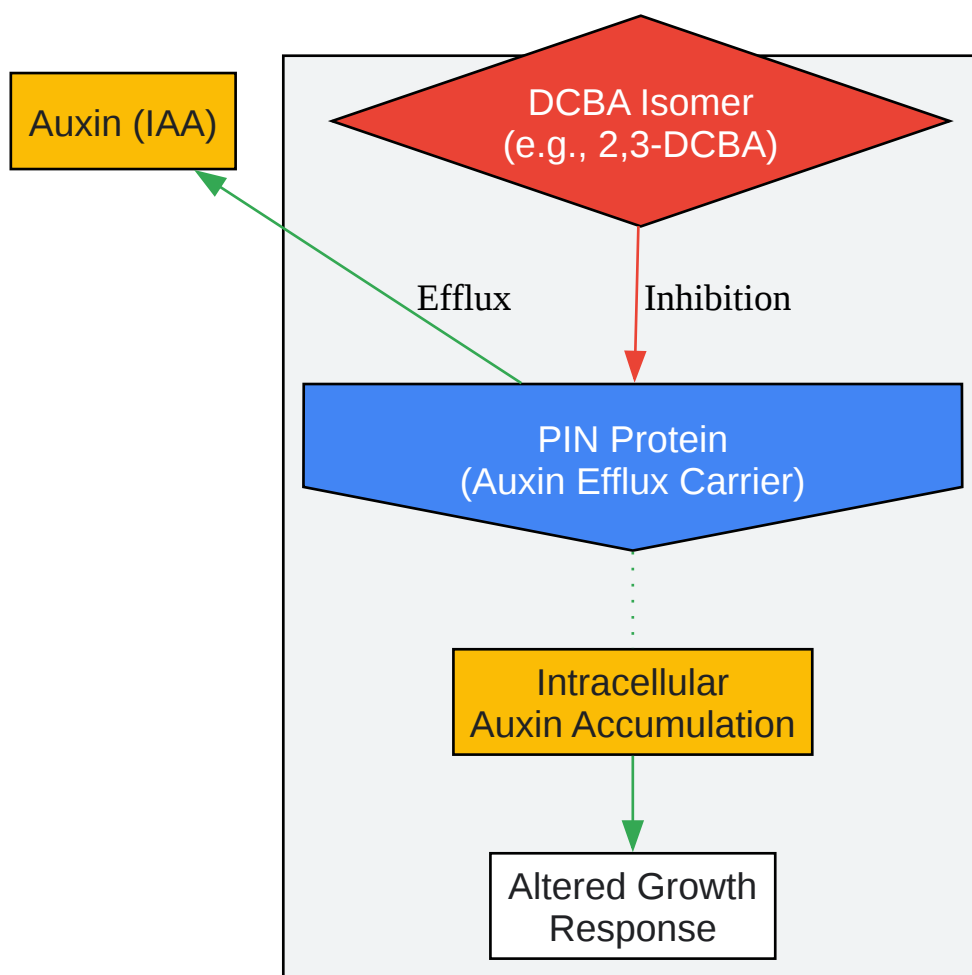 DCBA Isomer
(e.g., 2,3-DCBA)
Auxin (IAA)
Efflux
Inhibition
PIN Protein
(Auxin Efflux Carrier)
Intracellular
Auxin Accumulation
Altered Growth
Response